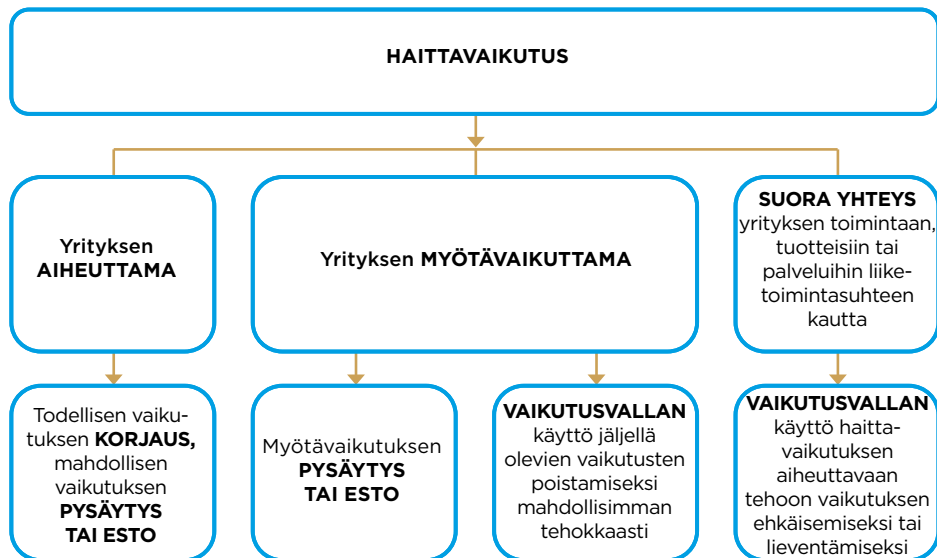 HAITTAVAIKUTUS
Yrityksen
AIHEUTTAMA
Yrityksen MYÖTÄVAIKUTTAMA
SUORA YHTEYS
yrityksen toimintaan,
tuotteisiin tai
palveluihin liike-
toimintasuhteen
kautta
Todellisen vaiku-
tuksen KORJAUS,
mahdollisen
vaikutuksen
PYSÄYTYS
TAI ESTO
Myötävaikutuksen
PYSÄYTYS
TAI ESTO
VAIKUTUSVALLAN
käyttö jäljellä
olevien vaikutusten
poistamiseksi
mahdollisimman
tehokkaasti
VAIKUTUSVALLAN
käyttö haitta-
vaikutuksen
aiheuttavaan
tehoon vaikutuksen
ehkäisemiseksi tai
lieventämiseksi